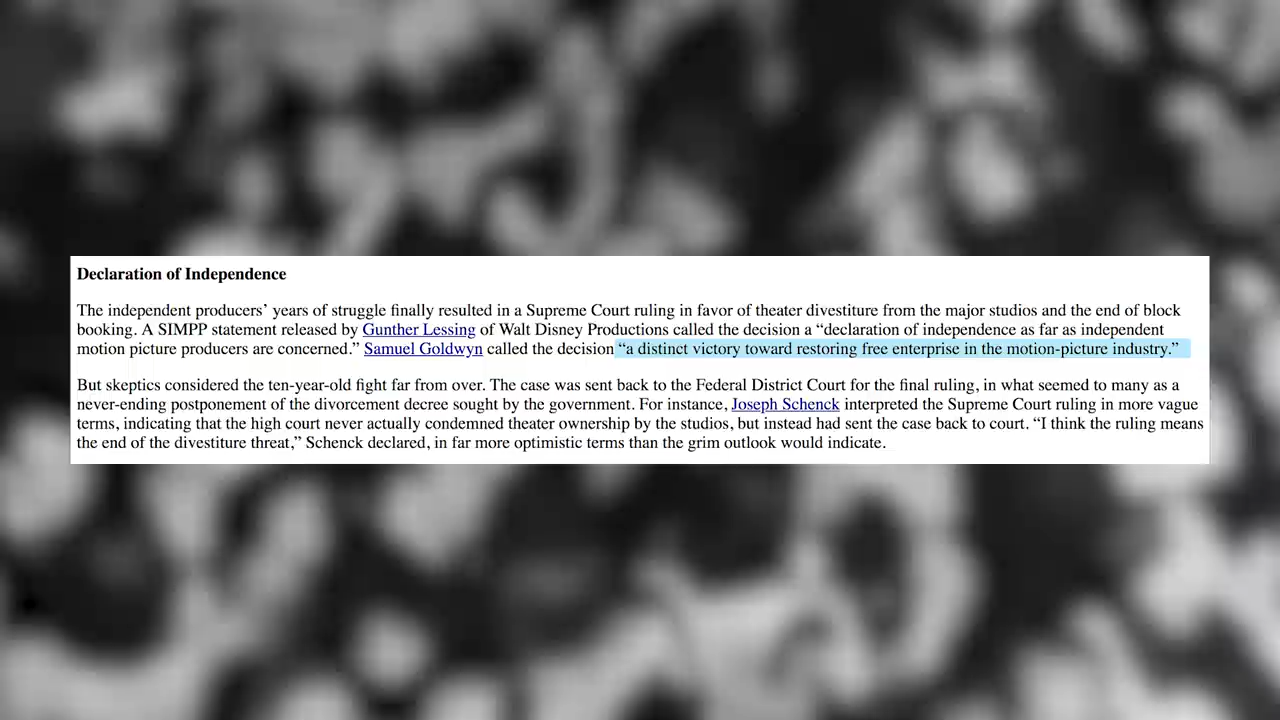 Declaration of Independence
The independent producers’ years of struggle finally resulted in a Supreme Court ruling in favor of theater divestiture from the major studios and the end of block
booking. A SIMPP statement released by Gunther Lessing of Walt Disney Productions called the decision a “declaration of independence as far as independent
motion picture producers are concerned.” Samuel Goldwyn called the decision “a distinct victory toward restoring free enterprise in the motion-picture industry.”
But skeptics considered the ten-year-old fight far from over. The case was sent back to the Federal District Court for the final ruling, in what seemed to many as a
never-ending postponement of the divorcement decree sought by the government. For instance, Joseph Schenck interpreted the Supreme Court ruling in more vague
terms, indicating that the high court never actually condemned theater ownership by the studios, but instead had sent the case back to court. “I think the ruling means
the end of the divestiture threat,” Schenck declared, in far more optimistic terms than the grim outlook would indicate.